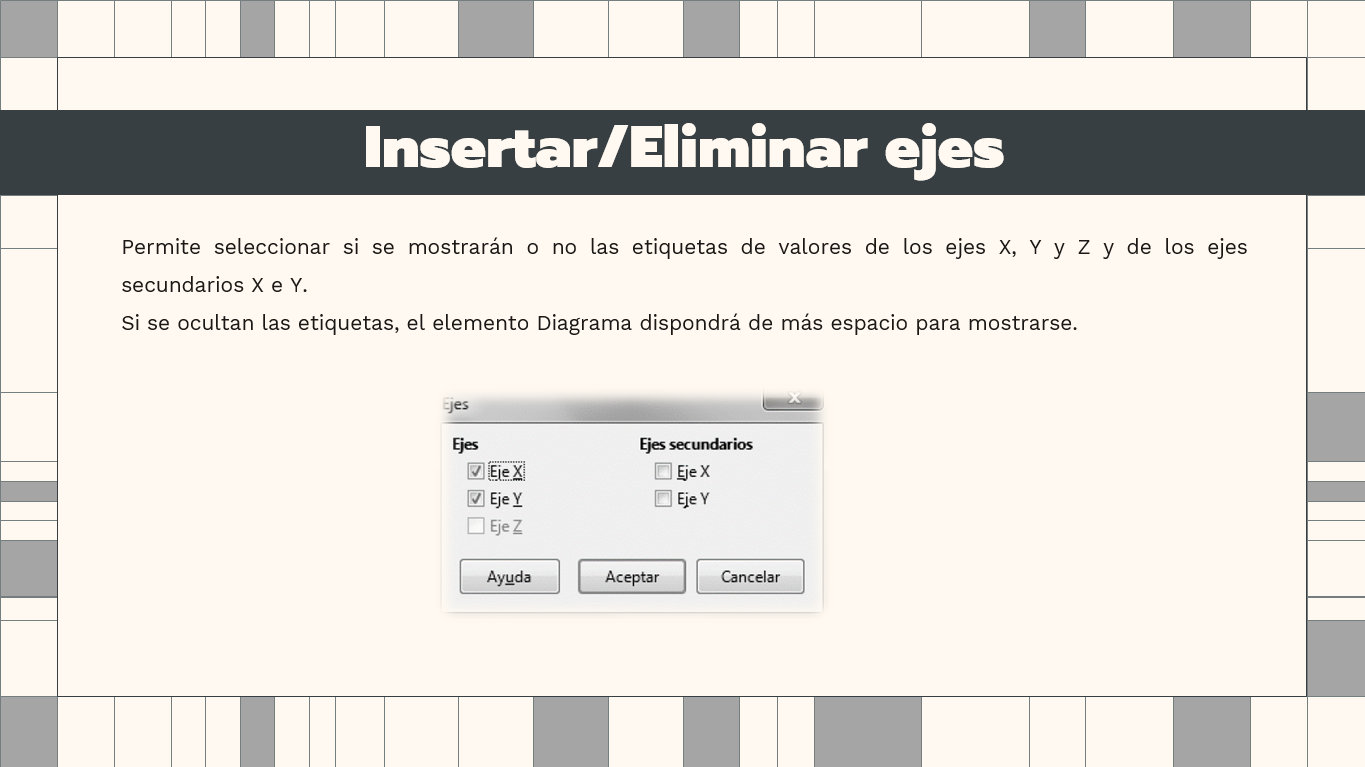 Insertar/Eliminar ejes
Permite seleccionar si se mostrarán o no las etiquetas de valores de los ejes X, Y y Z y de los ejes
secundarios X e Y.
Si se ocultan las etiquetas, el elemento Diagrama dispondrá de más espacio para mostrarse.
Ejes
Ejes
Eje X
Eje Y
Eje Z
Ejes secundarios
Eje X
Eje Y
Ayuda
Aceptar
Cancelar